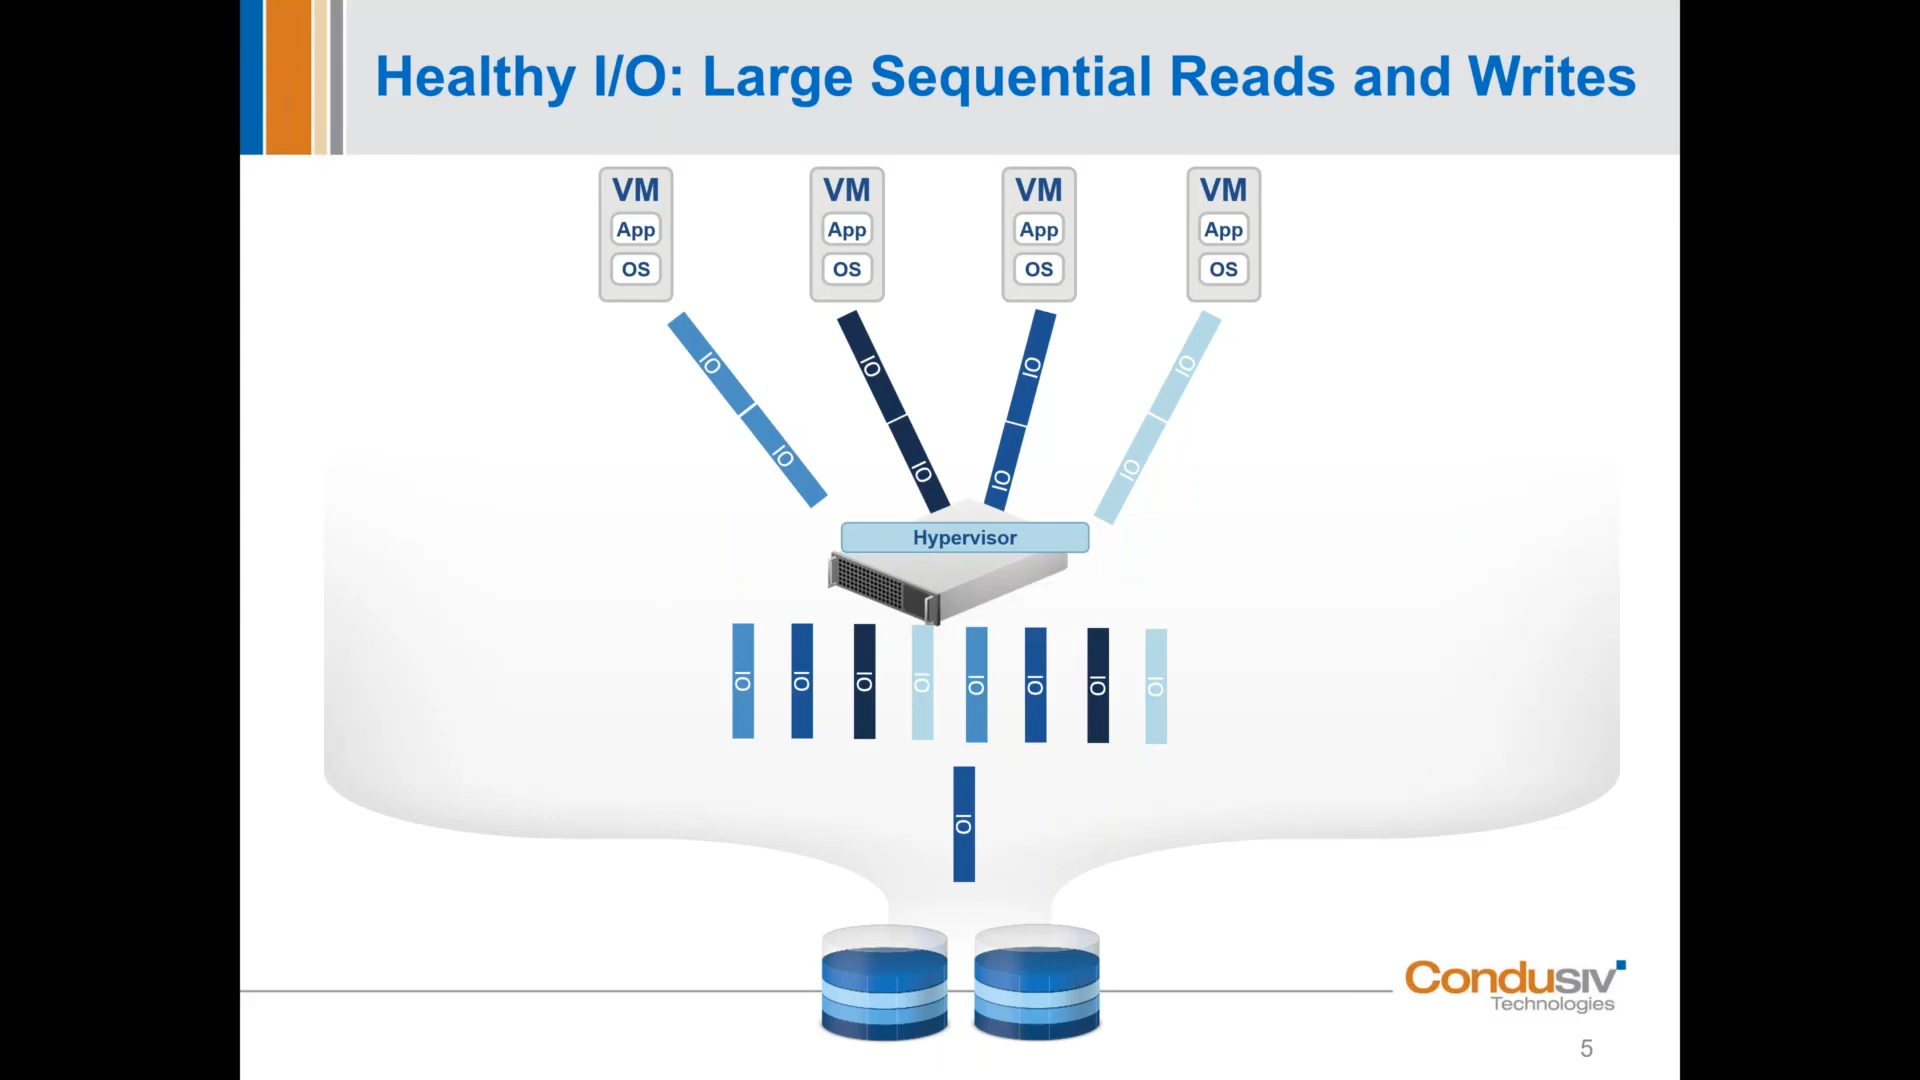 Healthy I/O: Large Sequential Reads and Writes
VM VM VM VM
App App App App
OS OS OS OS
IO IO IO IO
IO IO IO IO
Hypervisor
IO IO IO IO IO IO IO IO
IO
Condusiv
Technologies
5